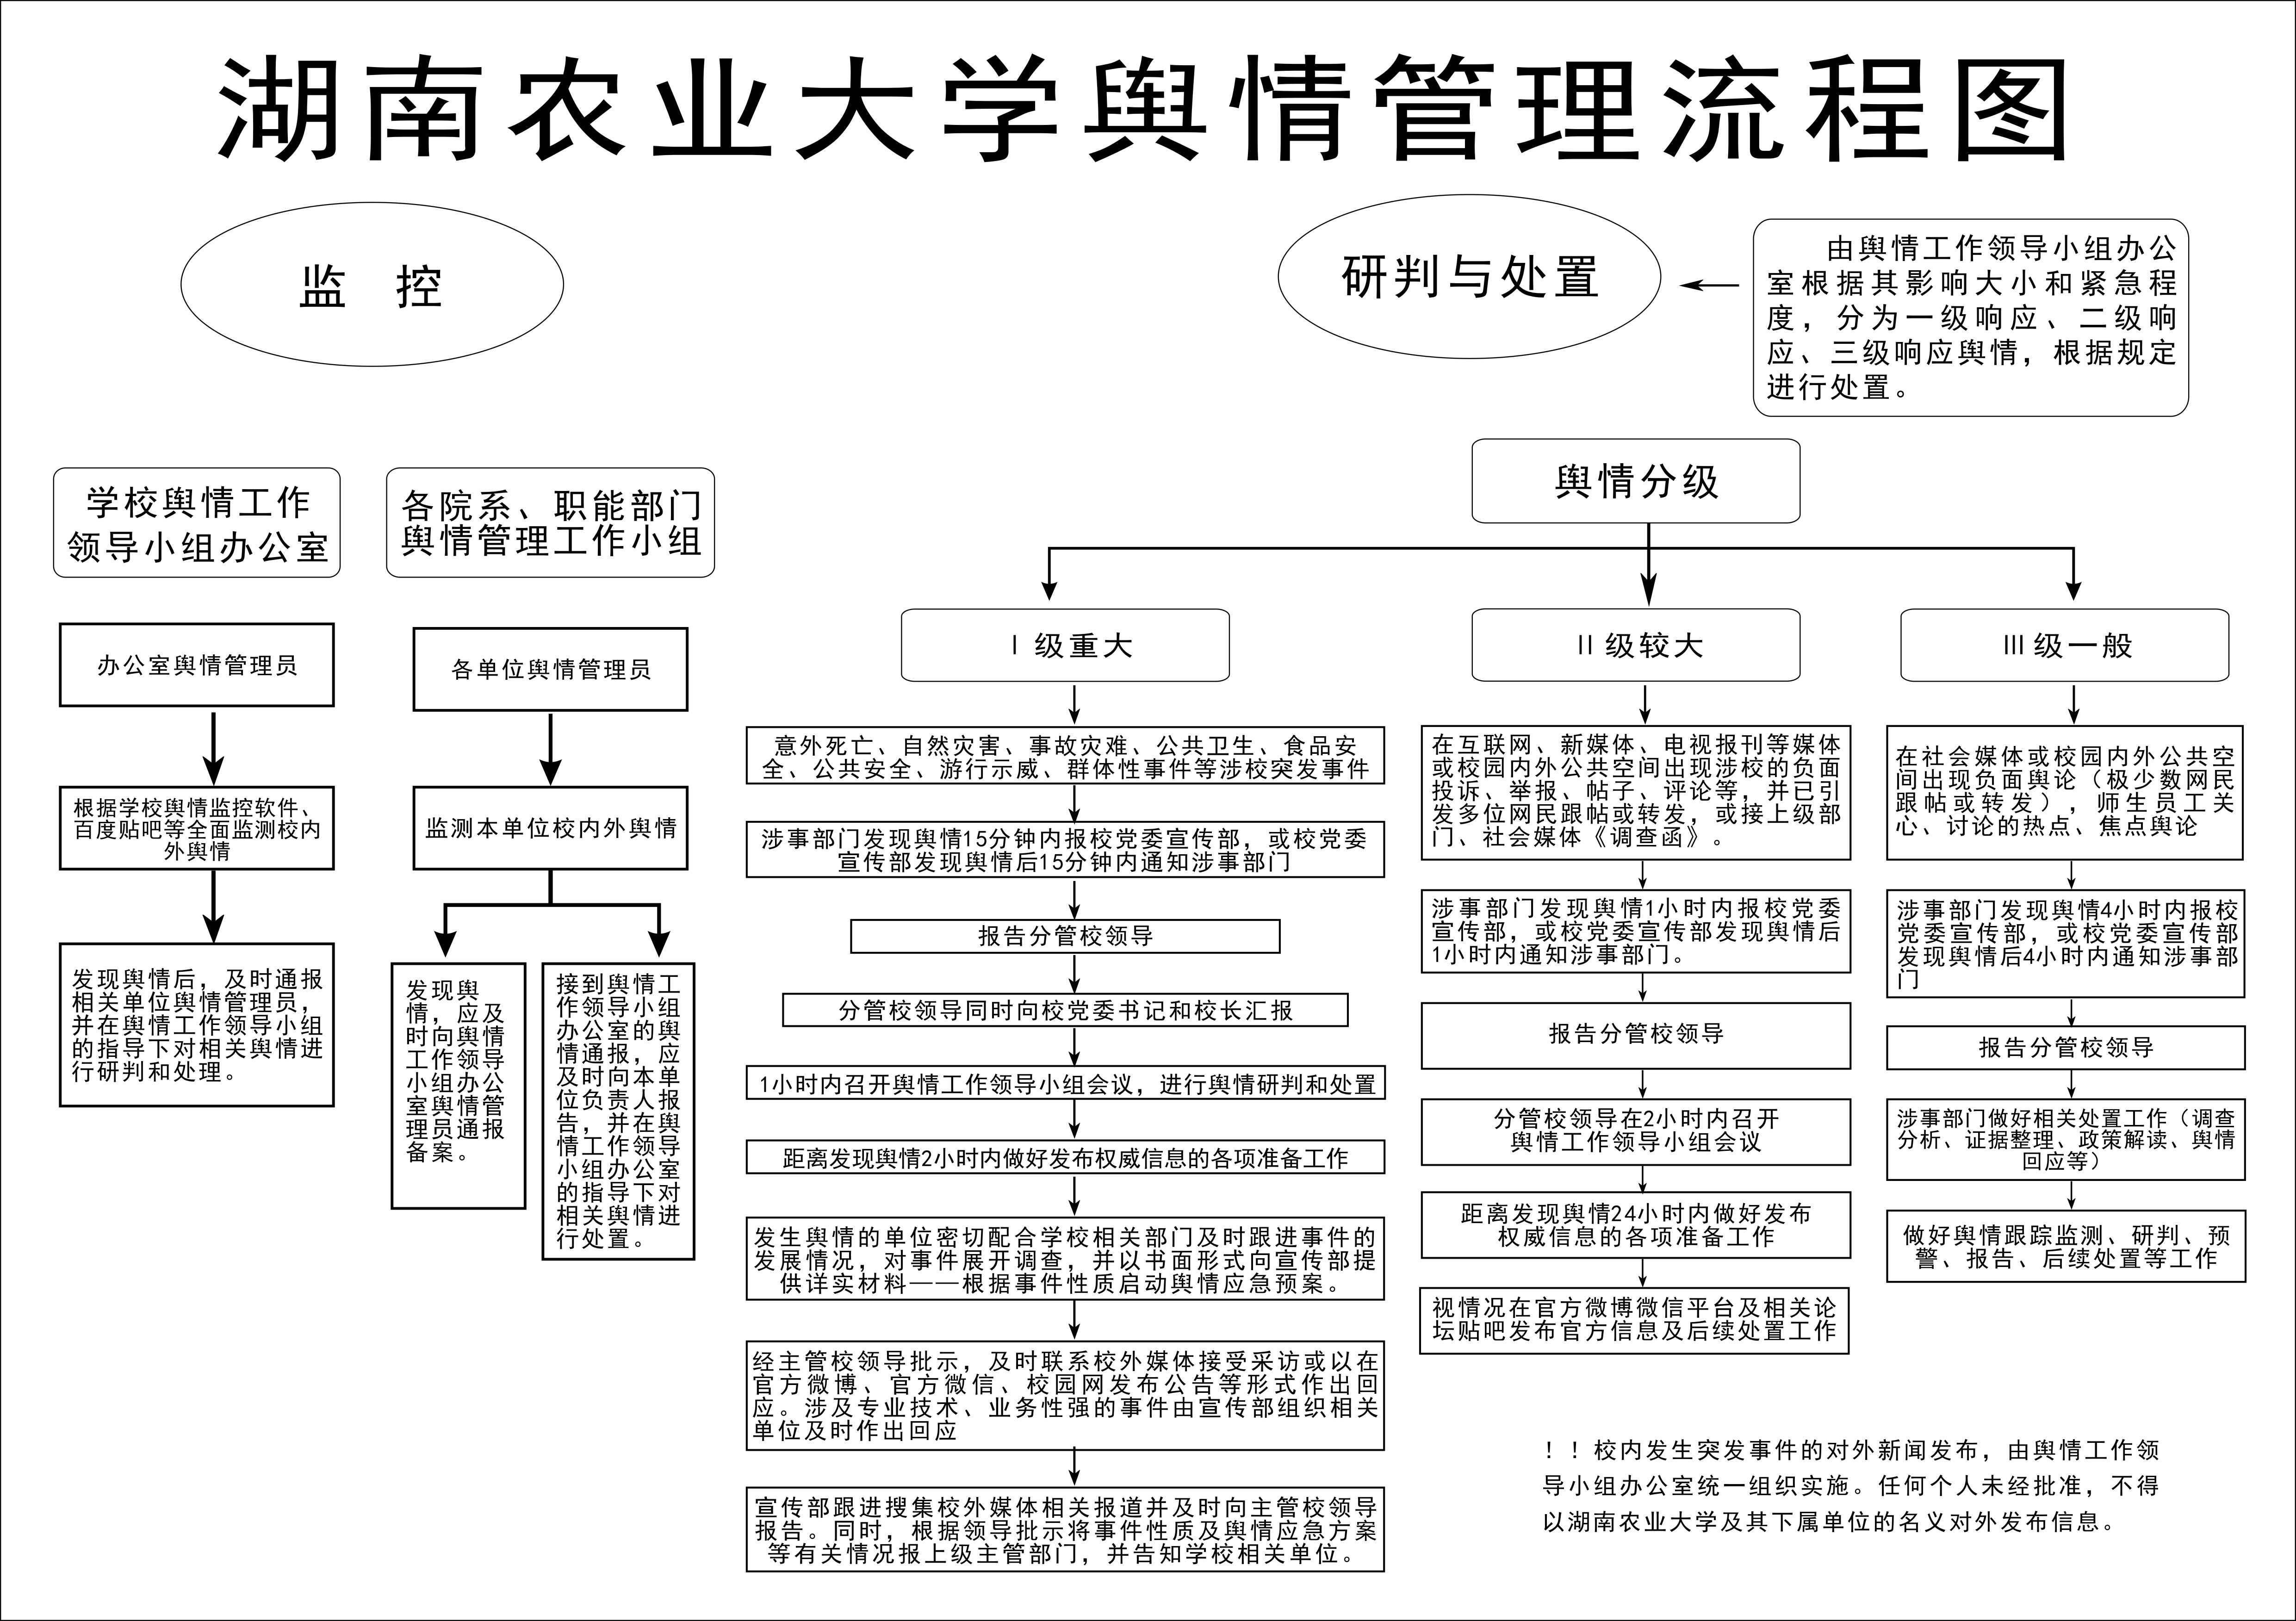 湖南农业大学舆情管理流程图
监 控
研判与处置
由舆情工作领导小组办公
室根据其影响大小和紧急程
度，分为一级响应、二级响
应、三级响应舆情，根据规定
进行处置。
学校舆情工作
领导小组办公室
办公室舆情管理员
根据学校舆情监控软件、
百度贴吧等全面监测校内
外舆情
发现舆情后，及时通报
相关单位舆情管理员，
并在舆情工作领导小组
的指导下对相关舆情进
行研判和处理。
各院系、职能部门
舆情管理工作小组
各单位舆情管理员
监测本单位校内外舆情
发现舆
情，应及
时向舆情
工作领导
小组办公
室舆情管
理员通报
备案。
接到舆情工
作领导小组
办公室的舆
情通报，应
及时向本单
位负责人报
告，并在舆
情工作领导
小组办公室
的指导下对
相关舆情进
行处置。
舆情分级
I 级重大
意外死亡、自然灾害、事故灾难、公共卫生、食品安
全、公共安全、游行示威、群体性事件等涉校突发事件
涉事部门发现舆情15分钟内报校党委宣传部，或校党委
宣传部发现舆情后15分钟内通知涉事部门
报告分管校领导
分管校领导同时向校党委书记和校长汇报
1小时内召开舆情工作领导小组会议，进行舆情研判和处置
距离发现舆情2小时内做好发布权威信息的各项准备工作
发生舆情的单位密切配合学校相关部门及时跟进事件的
发展情况，对事件展开调查，并以书面形式向宣传部提
供详实材料——根据事件性质启动舆情应急预案。
经主管校领导批示，及时联系校外媒体接受采访或以在
官方微博、官方微信、校园网发布公告等形式作出回
应。涉及专业技术、业务性强的事件由宣传部组织相关
单位及时作出回应
宣传部跟进搜集校外媒体相关报道并及时向主管校领导
报告。同时，根据领导批示将事件性质及舆情应急方案
等有关情况报上级主管部门，并告知学校相关单位。
II 级较大
在互联网、新媒体、电视报刊等媒体
或校园内外公共空间出现涉校的负面
投诉、举报、帖子、评论等，并已引
发多位网民跟帖或转发，或接上级部
门、社会媒体《调查函》。
涉事部门发现舆情1小时内报校党委
宣传部，或校党委宣传部发现舆情后
1小时内通知涉事部门。
报告分管校领导
分管校领导在2小时内召开
舆情工作领导小组会议
距离发现舆情24小时内做好发布
权威信息的各项准备工作
视情况在官方微博微信平台及相关论
坛贴吧发布官方信息及后续处置工作
III 级一般
在社会媒体或校园内外公共空
间出现负面舆论（极少数网民
跟帖或转发），师生员工关
心、讨论的热点、焦点舆论
涉事部门发现舆情4小时内报校
党委宣传部，或校党委宣传部
发现舆情后4小时内通知涉事部
门
报告分管校领导
涉事部门做好相关处置工作（调查
分析、证据整理、政策解读、舆情
回应等）
做好舆情跟踪监测、研判、预
警、报告、后续处置等工作
！！校内发生突发事件的对外新闻发布，由舆情工作领
导小组办公室统一组织实施。任何个人未经批准，不得
以湖南农业大学及其下属单位的名义对外发布信息。